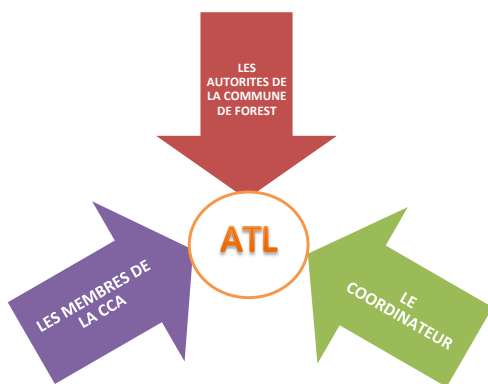 LES
AUTORITES DE
LA COMMUNE
DE FOREST
ATL
LES MEMBRES DE
LA CCA
LE
COORDINATEUR